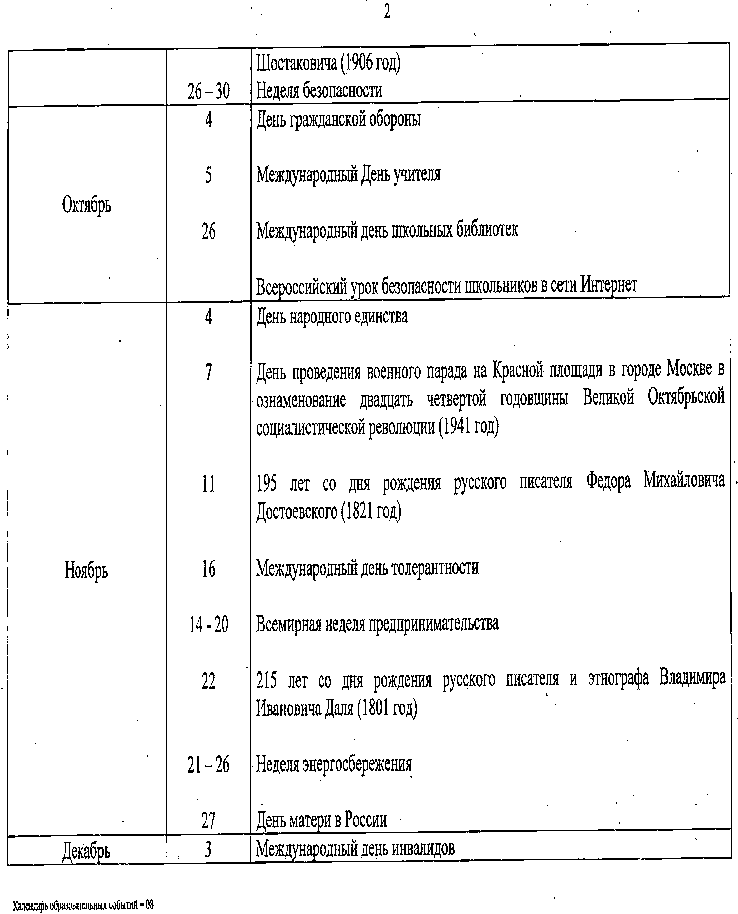 2
Шостаковича (1906 год)
26 – 30 Неделя безопасности
Октябрь
4 День гражданской обороны
5 Международный День учителя
26 Международный день школьных библиотек
Всероссийский урок безопасности школьников в сети Интернет
Ноябрь
4 День народного единства
7 День проведения военного парада на Красной площади в городе Москве в
ознаменование двадцать четвертой годовщины Великой Октябрьской
социалистической революции (1941 год)
11 195 лет со дня рождения русского писателя Федора Михайловича
Достоевского (1821 год)
16 Международный день толерантности
14 - 20 Всемирная неделя предпринимательства
22 215 лет со дня рождения русского писателя и этнографа Владимира
Ивановича Даля (1801 год)
21 – 26 Неделя энергосбережения
27 День матери в России
Декабрь 3 Международный день инвалидов
Календарь образовательных событий – 08